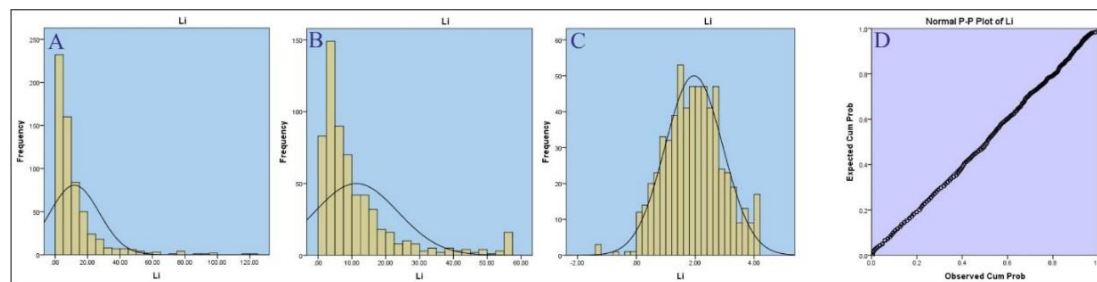 Li
A
Frequency
250
200
150
100
50
0
.00 20.00 40.00 60.00 80.00 100.00 120.00
Li
Li
B
Frequency
150
100
50
0
.00 10.00 20.00 30.00 40.00 50.00 60.00
Li
Li
C
Frequency
60
50
40
30
20
10
0
-2.00 .00 2.00 4.00
Li
Normal P-P Plot of Li
D
Expected Cum Prob
1.0
0.8
0.6
0.4
0.2
0.0
0.0 0.2 0.4 0.6 0.8 1.0
Observed Cum Prob